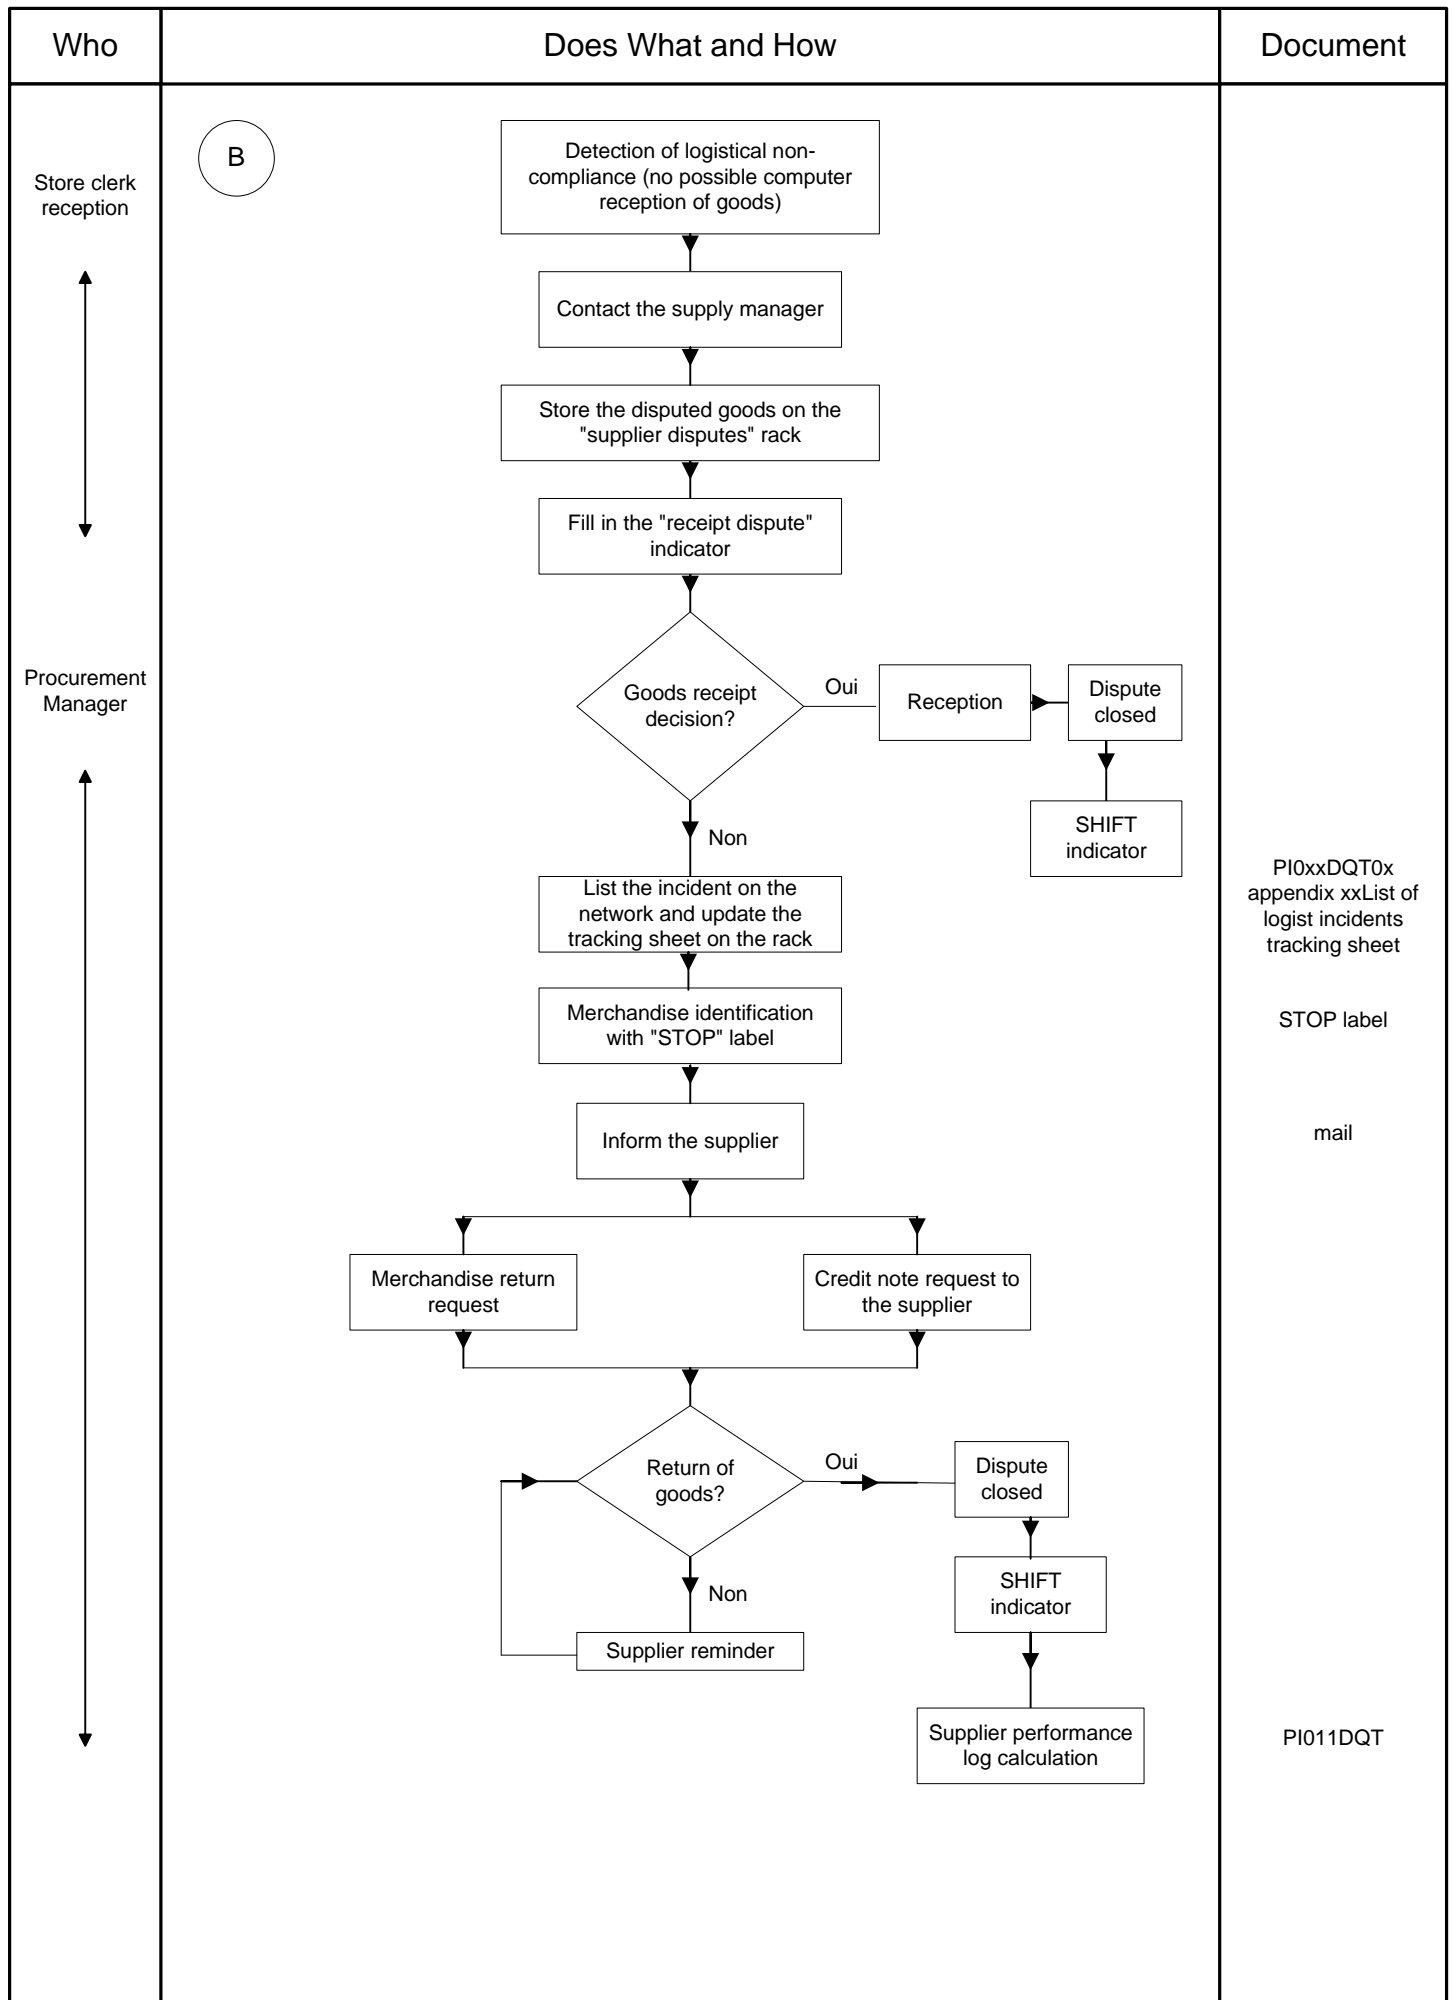 Who
Does What and How
Document
B
Store clerk
reception
Detection of logistical non-
compliance (no possible computer
reception of goods)
Contact the supply manager
Store the disputed goods on the
"supplier disputes" rack
Fill in the "receipt dispute"
indicator
Procurement
Manager
Goods receipt
decision?
Oui
Reception
Dispute
closed
SHIFT
indicator
Non
List the incident on the
network and update the
tracking sheet on the rack
PI0xxDQT0x
appendix xxList of
logist incidents
tracking sheet
Merchandise identification
with "STOP" label
STOP label
Inform the supplier
mail
Merchandise return
request
Credit note request to
the supplier
Return of
goods?
Oui
Dispute
closed
Non
SHIFT
indicator
Supplier reminder
Supplier performance
log calculation
PI011DQT